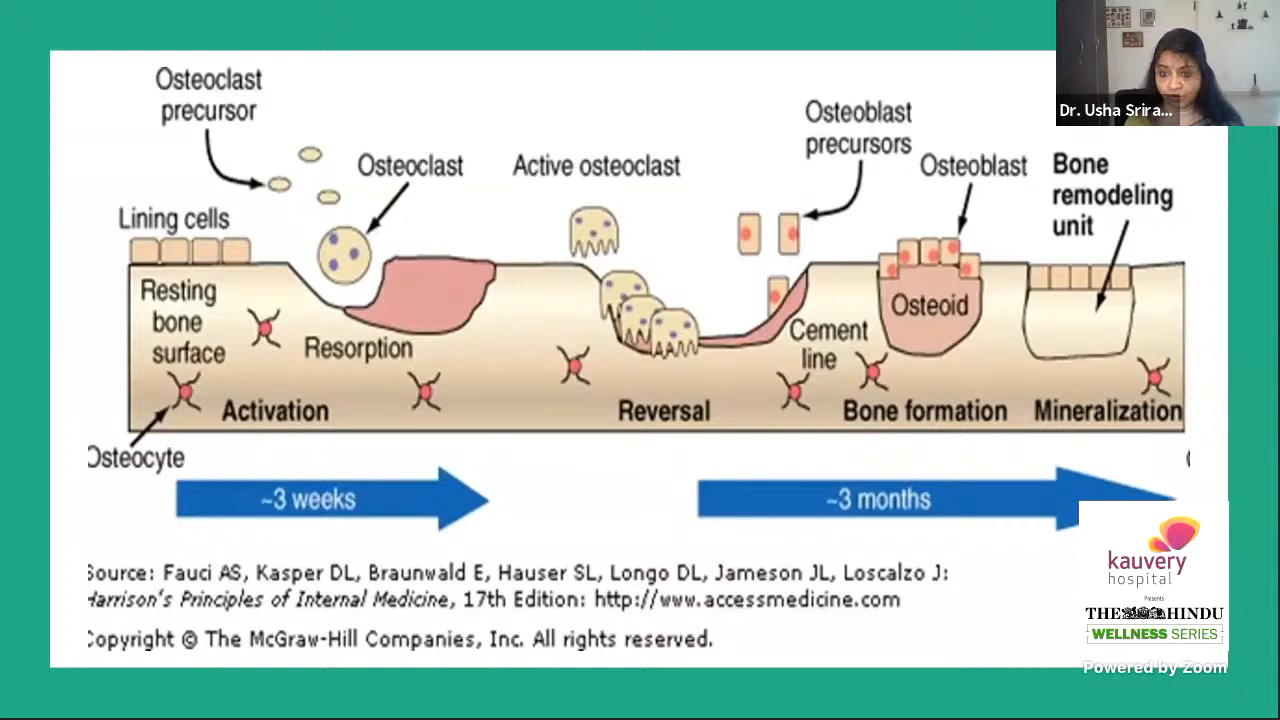 Osteoclast
precursor
Osteoclast
Active osteoclast
Osteoblast
precursors
Osteoblast
Bone
remodeling
unit
Lining cells
Resting
bone
surface
Resorption
Cement
line
Osteoid
Activation
Reversal
Bone formation
Mineralization
Osteocyte
~3 weeks
~3 months
Source: Fauci AS, Kasper DL, Braunwald E, Hauser SL, Longo DL, Jameson JL, Loscalzo J:
Harrison's Principles of Internal Medicine, 17th Edition: http://www.accessmedicine.com
Copyright © The McGraw-Hill Companies, Inc. All rights reserved.
Dr. Usha Srira...
kauvery
hospital
Presents
THE HINDU
WELLNESS SERIES
Powered by Zoom